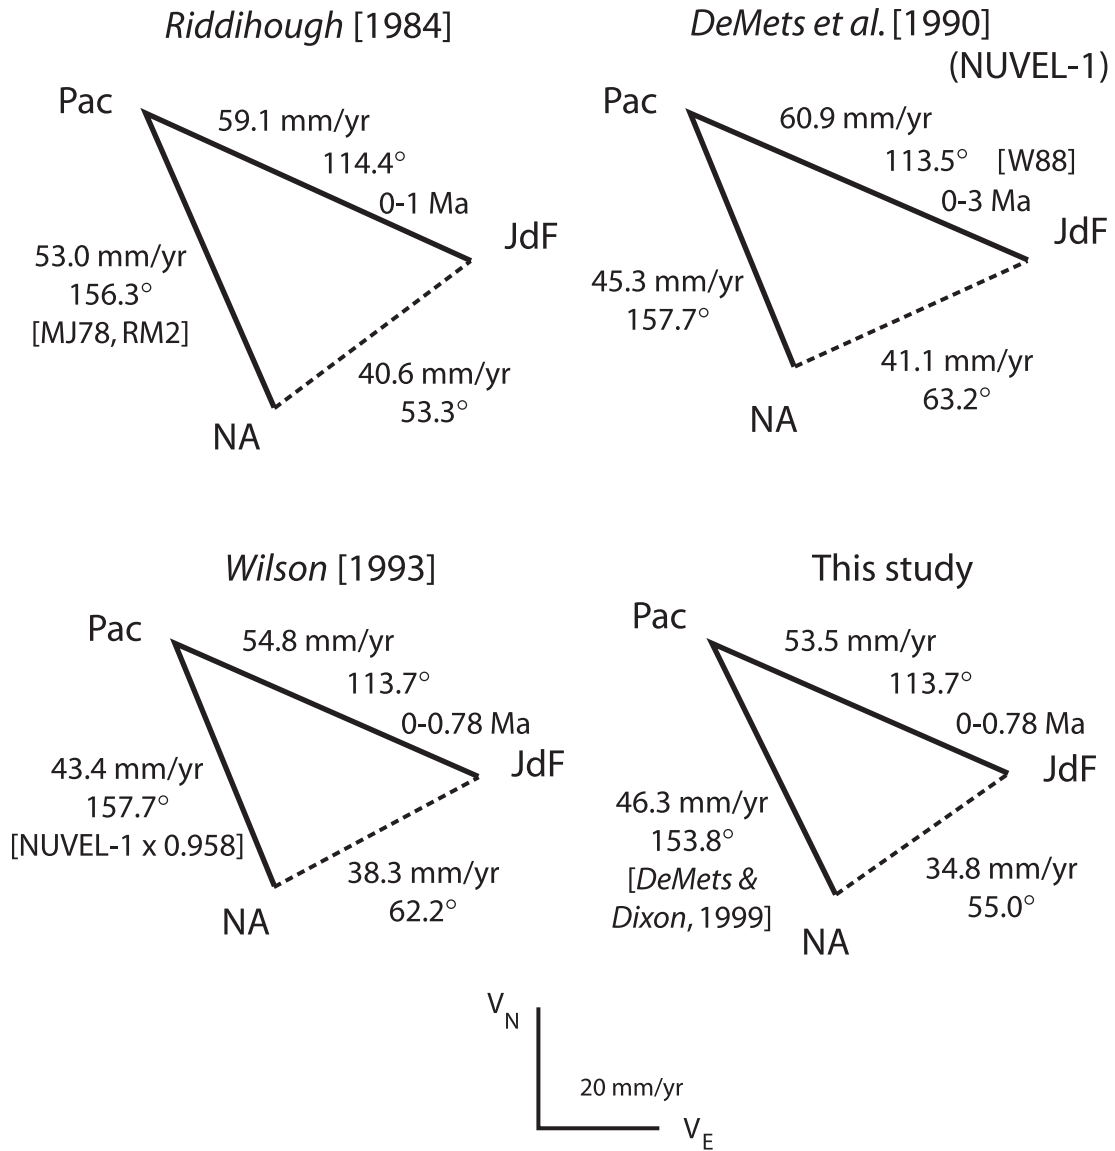 Riddihough [1984]
Pac
59.1 mm/yr
114.4°
0-1 Ma
JdF
53.0 mm/yr
156.3°
[MJ78, RM2]
40.6 mm/yr
53.3°
NA
DeMets et al. [1990]
(NUVEL-1)
Pac
60.9 mm/yr
113.5° [W88]
0-3 Ma
JdF
45.3 mm/yr
157.7°
41.1 mm/yr
63.2°
NA
Wilson [1993]
Pac
54.8 mm/yr
113.7°
0-0.78 Ma
JdF
43.4 mm/yr
157.7°
[NUVEL-1 x 0.958]
38.3 mm/yr
62.2°
NA
This study
Pac
53.5 mm/yr
113.7°
0-0.78 Ma
JdF
46.3 mm/yr
153.8°
[DeMets &
Dixon, 1999]
34.8 mm/yr
55.0°
NA
VN
20 mm/yr
VE